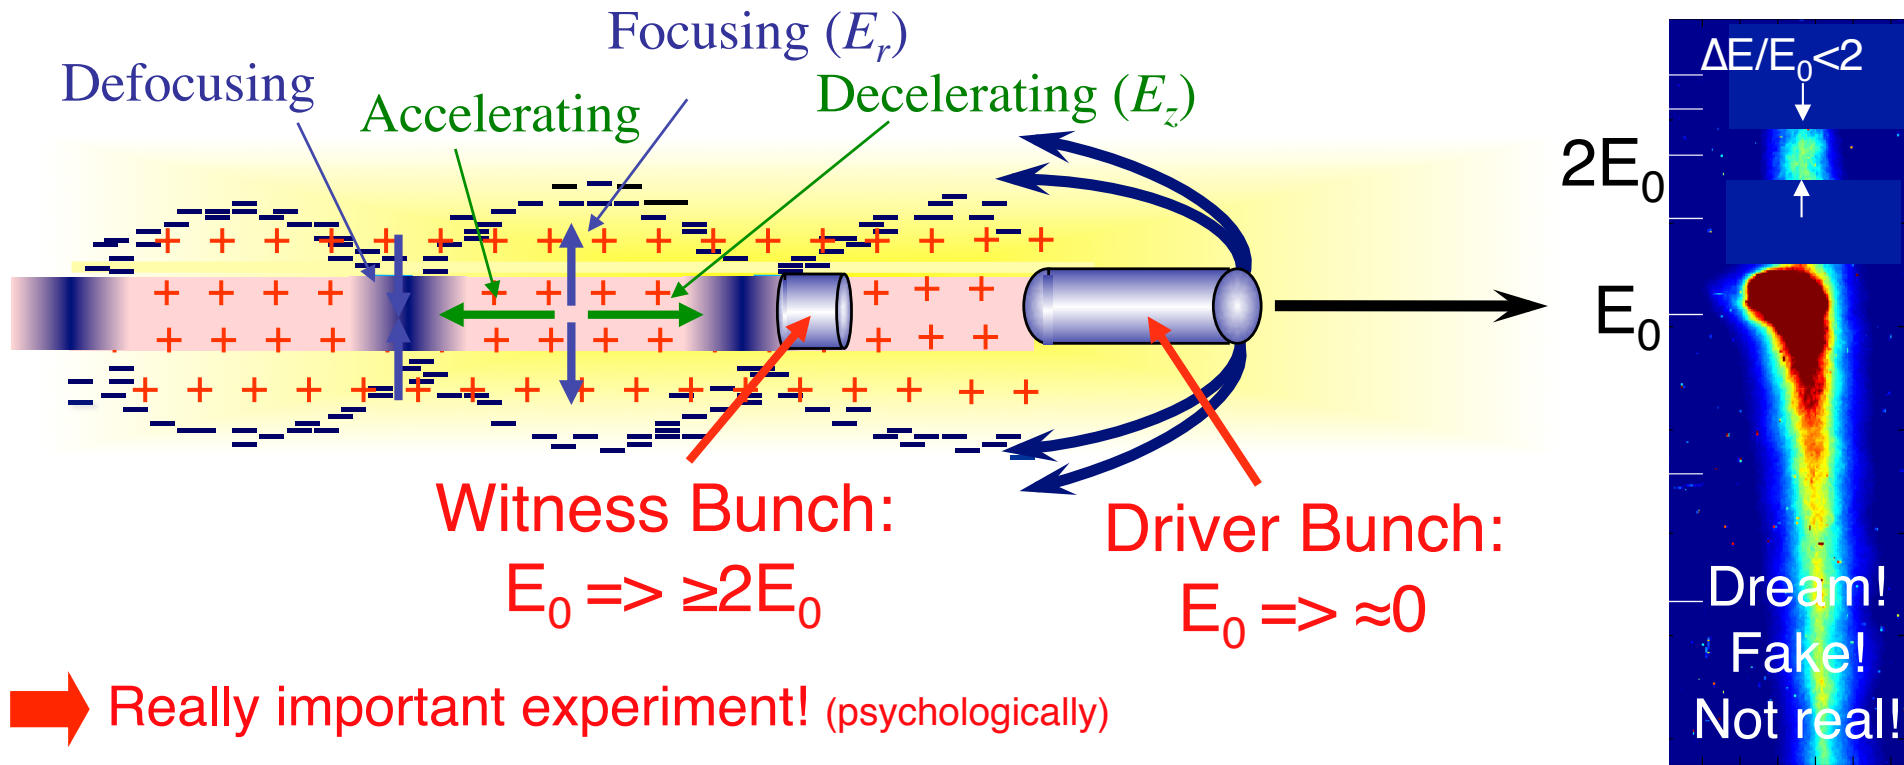 Focusing (Eᵣ)
Defocusing
Accelerating
Decelerating (E_z)
Witness Bunch:
E₀ => ≥2E₀
Driver Bunch:
E₀ => ≈0
Really important experiment! (psychologically)
ΔE/E₀<2
2E₀
E₀
Dream!
Fake!
Not real!